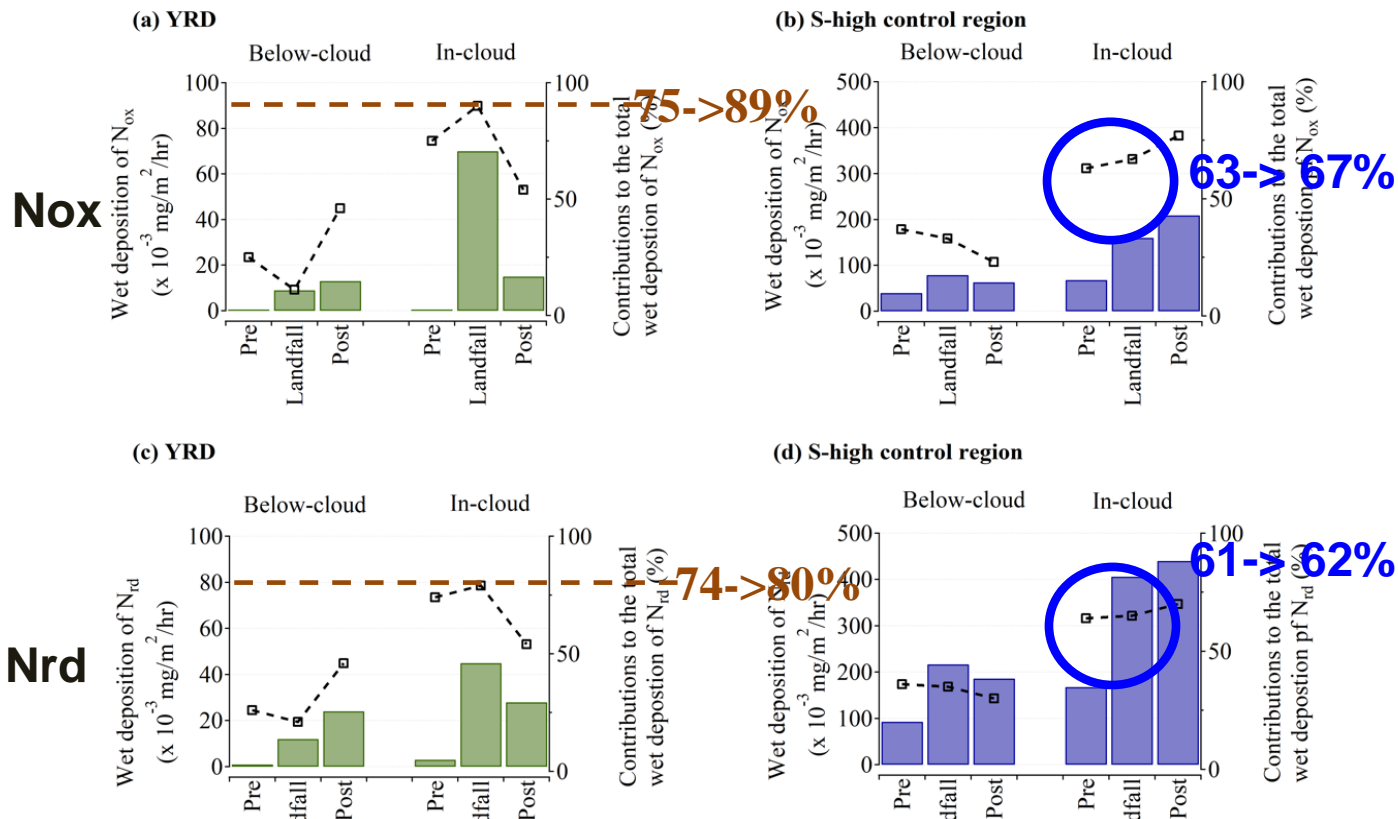 (a) YRD
(b) S-high control region
Below-cloud
In-cloud
Below-cloud
In-cloud
Nox
Wet deposition of Nox
(x 10-3 mg/m2/hr)
100
80
60
40
20
0
100
50
0
Contributions to the total
wet depostion of Nox (%)
75->89%
Pre
Landfall
Post
Pre
Landfall
Post
Wet deposition of Nox
(x 10-3 mg/m2/hr)
500
400
300
200
100
0
100
50
0
Contributions to the total
wet depostion pf Nox (%)
63-> 67%
Pre
Landfall
Post
Pre
Landfall
Post
(c) YRD
(d) S-high control region
Below-cloud
In-cloud
Below-cloud
In-cloud
Nrd
Wet deposition of Nrd
(x 10-3 mg/m2/hr)
100
80
60
40
20
0
100
50
0
Contributions to the total
wet depostion of Nrd (%)
74->80%
Pre
dfall
Post
Pre
dfall
Post
Wet deposition of
(x 10-3 mg/m2/hr)
500
400
300
200
100
0
100
50
0
Contributions to the total
wet depostion pf Nrd (%)
61-> 62%
Pre
dfall
Post
Pre
dfall
Post